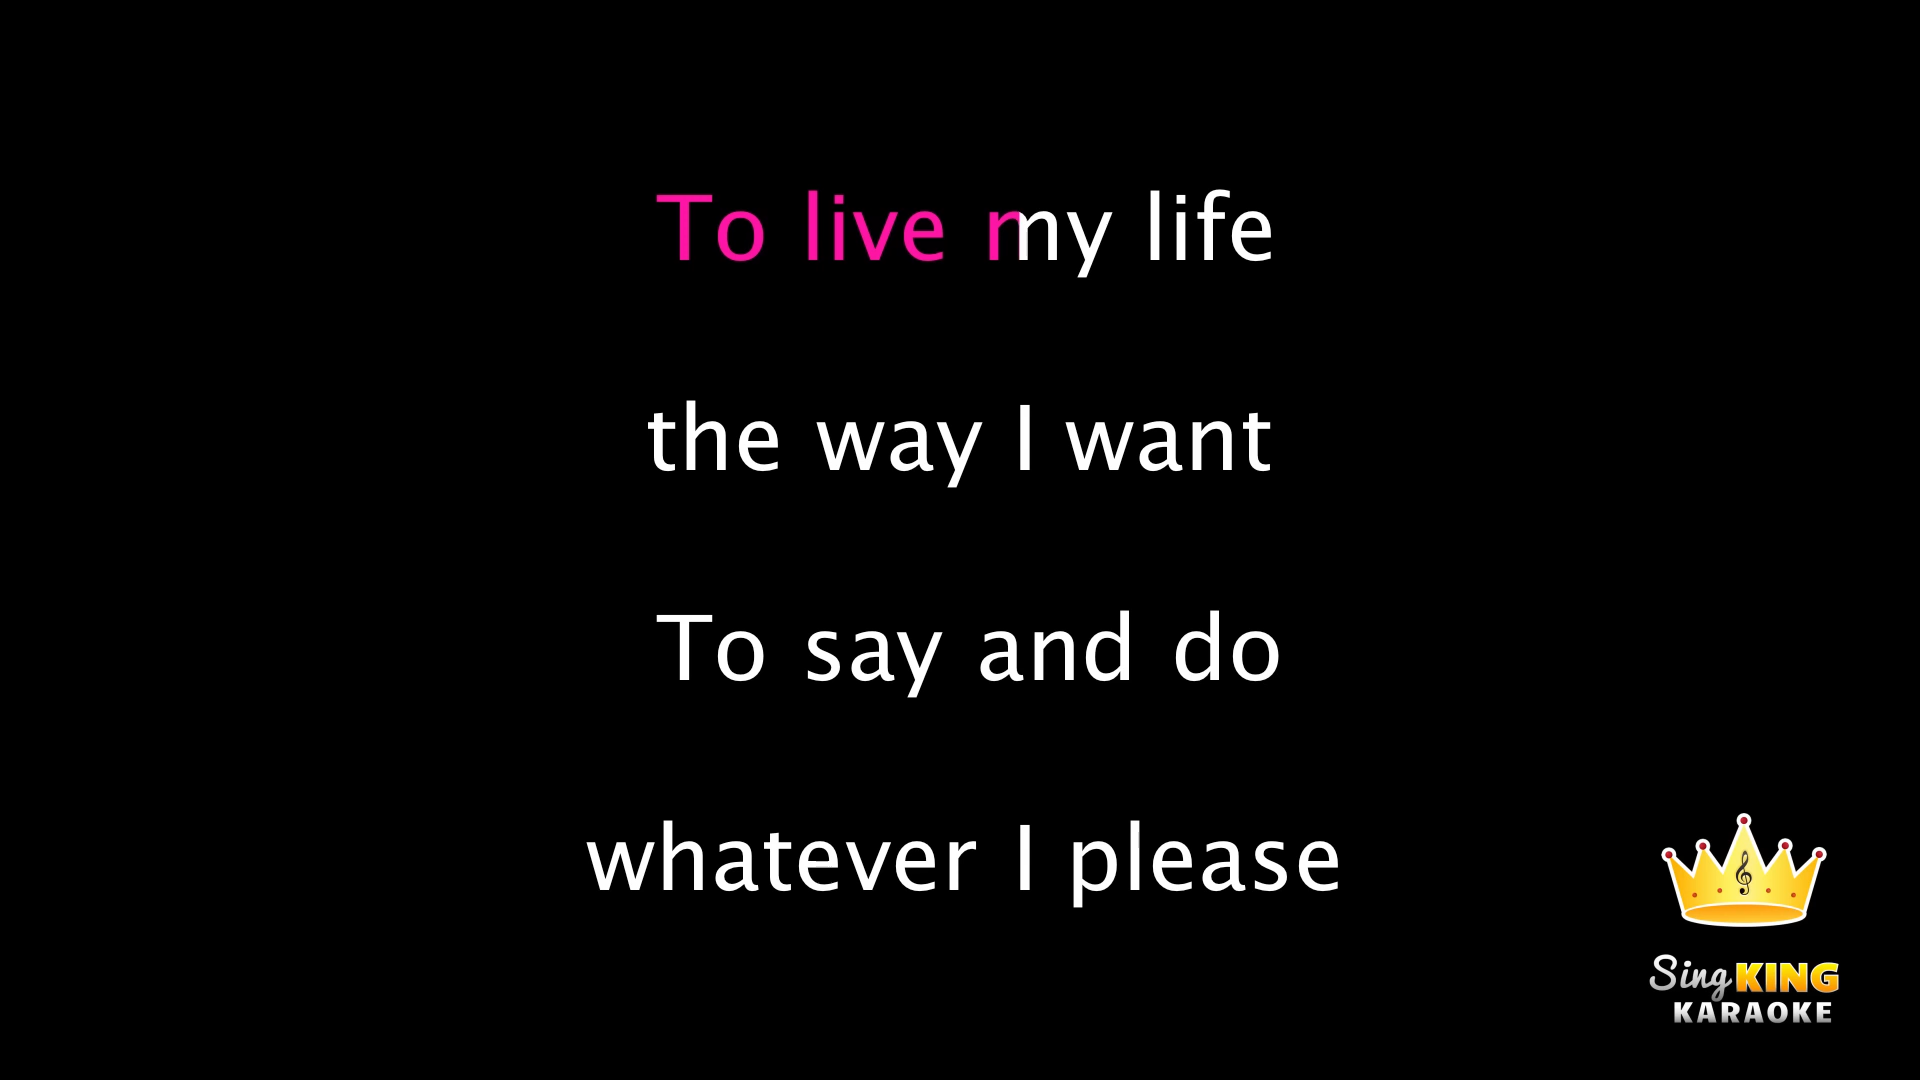 To live my life
the way I want
To say and do
whatever I please
Sing KING
KARAOKE